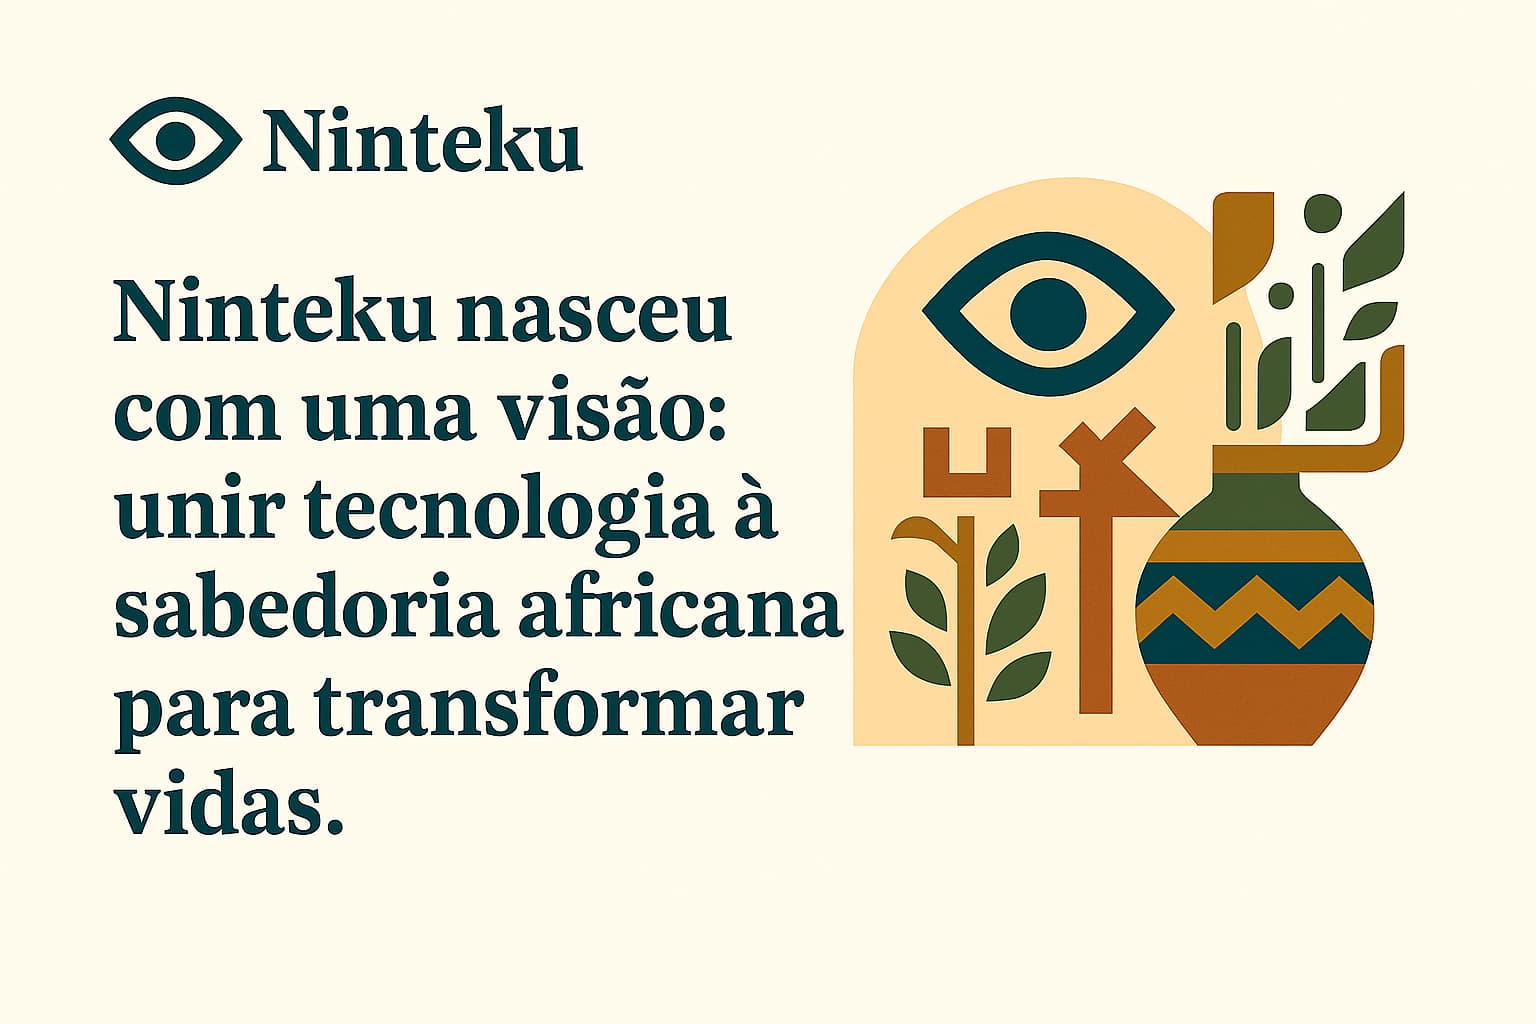 Ninteku
Ninteku nasceu
com uma visão:
unir tecnologia à
sabedoria africana
para transformar
vidas.